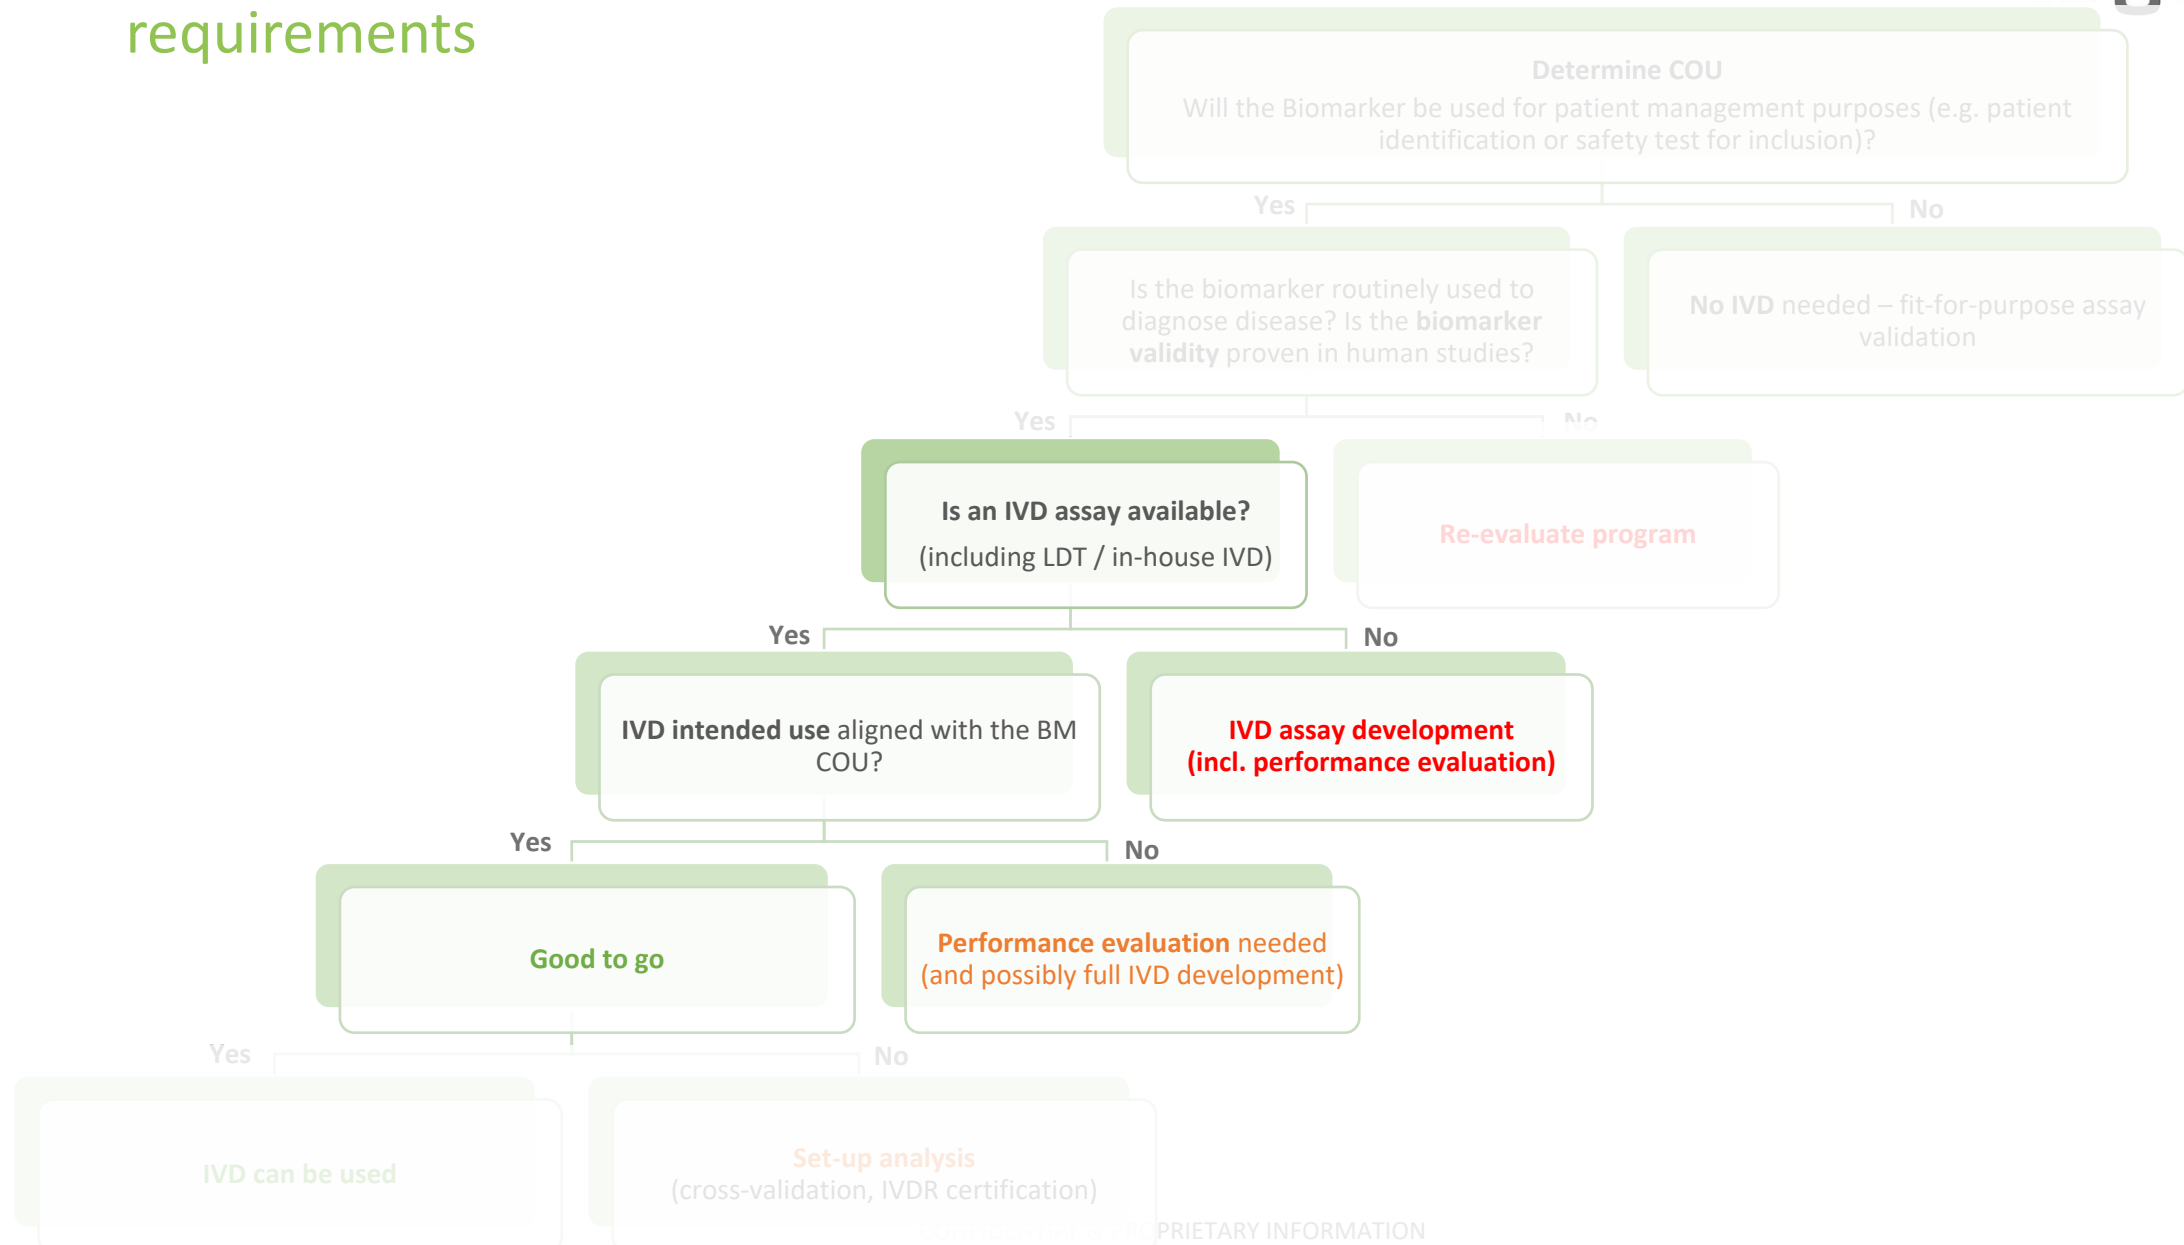 requirements
Determine COU
Will the Biomarker be used for patient management purposes (e.g. patient
identification or safety test for inclusion)?
Yes
No
Is the biomarker routinely used to
diagnose disease? Is the biomarker
validity proven in human studies?
No IVD needed – fit-for-purpose assay
validation
Yes
No
Is an IVD assay available?
(including LDT / in-house IVD)
Re-evaluate program
Yes
No
IVD intended use aligned with the BM
COU?
IVD assay development
(incl. performance evaluation)
Yes
No
Good to go
Performance evaluation needed
(and possibly full IVD development)
Yes
No
IVD can be used
Set-up analysis
(cross-validation, IVDR certification)
PRIETARY INFORMATION